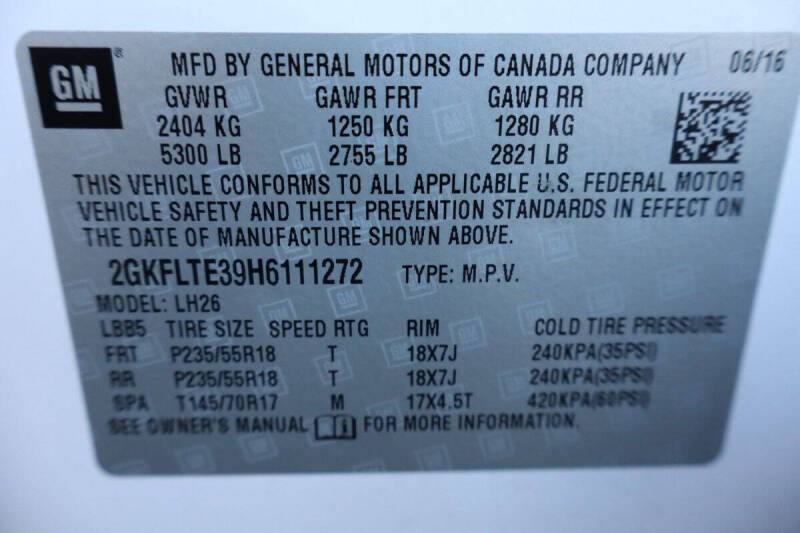 GM ® MFD BY GENERAL MOTORS OF CANADA COMPANY 06/16
GVWR GAWR FRT GAWR RR
2404 KG 1250 KG 1280 KG
5300 LB 2755 LB 2821 LB
THIS VEHICLE CONFORMS TO ALL APPLICABLE U.S. FEDERAL MOTOR
VEHICLE SAFETY AND THEFT PREVENTION STANDARDS IN EFFECT ON
THE DATE OF MANUFACTURE SHOWN ABOVE.
2GKFLTE39H6111272 TYPE: M.P.V.
MODEL: LH26
LBB5 TIRE SIZE SPEED RTG RIM COLD TIRE PRESSURE
FRT P235/55R18 T 18X7J 240KPA(35PSI)
RR P235/55R18 T 18X7J 240KPA(35PSI)
SPA T145/70R17 M 17X4.5T 420KPA(60PSI)
SEE OWNER'S MANUAL FOR MORE INFORMATION.